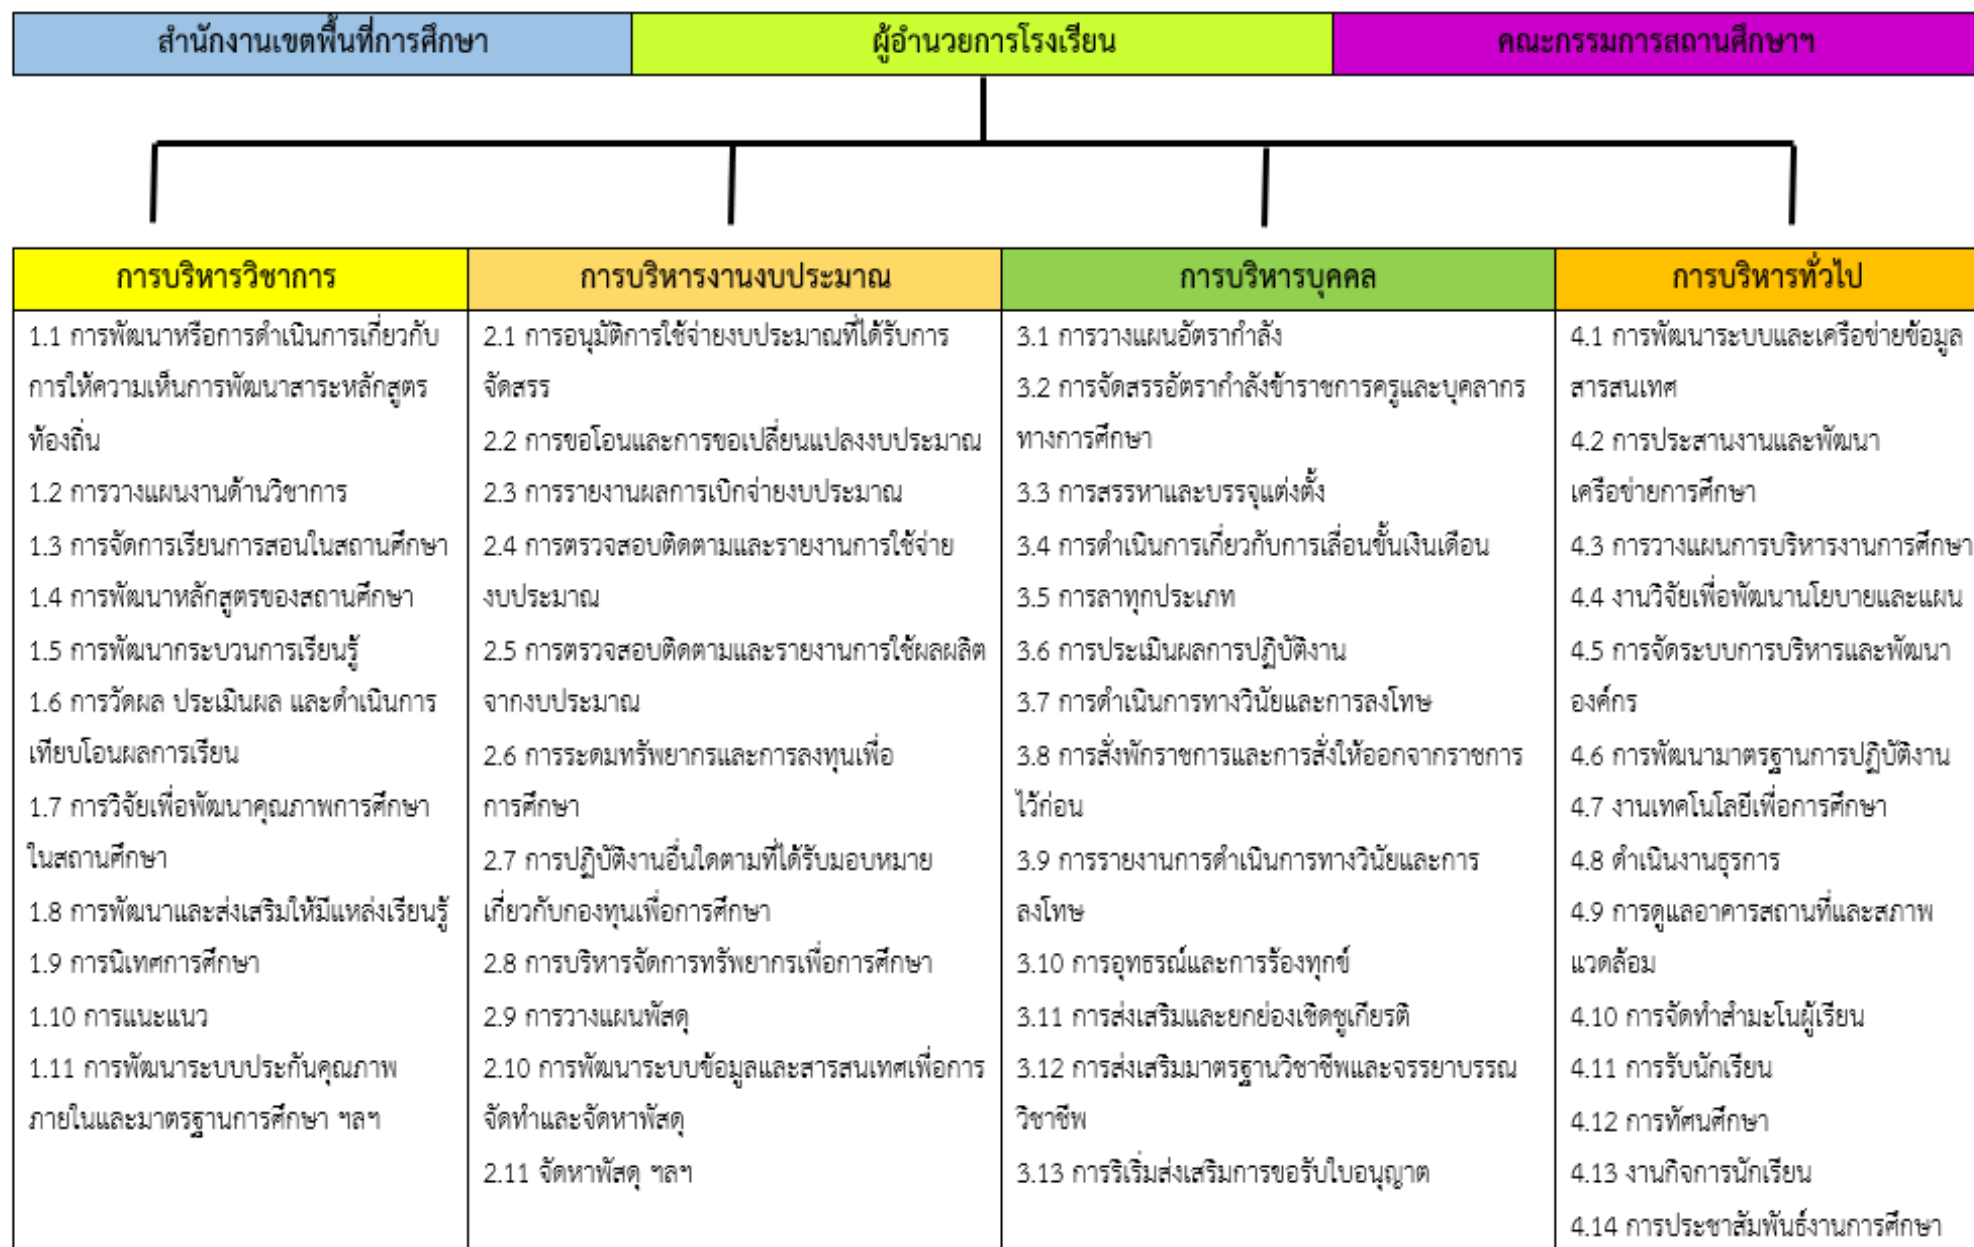 สำนักงานเขตพื้นที่การศึกษา
ผู้อำนวยการโรงเรียน
คณะกรรมการสถานศึกษาฯ
การบริหารวิชาการ
1.1 การพัฒนาหรือการดำเนินการเกี่ยวกับ
การให้ความเห็นการพัฒนาสาระหลักสูตร
ท้องถิ่น
1.2 การวางแผนงานด้านวิชาการ
1.3 การจัดการเรียนการสอนในสถานศึกษา
1.4 การพัฒนาหลักสูตรของสถานศึกษา
1.5 การพัฒนากระบวนการเรียนรู้
1.6 การวัดผล ประเมินผล และดำเนินการ
เทียบโอนผลการเรียน
1.7 การวิจัยเพื่อพัฒนาคุณภาพการศึกษา
ในสถานศึกษา
1.8 การพัฒนาและส่งเสริมให้มีแหล่งเรียนรู้
1.9 การนิเทศการศึกษา
1.10 การแนะแนว
1.11 การพัฒนาระบบประกันคุณภาพ
ภายในและมาตรฐานการศึกษา ฯลฯ
การบริหารงานงบประมาณ
2.1 การอนุมัติการใช้จ่ายงบประมาณที่ได้รับการ
จัดสรร
2.2 การขอโอนและการขอเปลี่ยนแปลงงบประมาณ
2.3 การรายงานผลการเบิกจ่ายงบประมาณ
2.4 การตรวจสอบติดตามและรายงานการใช้จ่าย
งบประมาณ
2.5 การตรวจสอบติดตามและรายงานการใช้ผลผลิต
จากงบประมาณ
2.6 การระดมทรัพยากรและการลงทุนเพื่อ
การศึกษา
2.7 การปฏิบัติงานอื่นใดตามที่ได้รับมอบหมาย
เกี่ยวกับกองทุนเพื่อการศึกษา
2.8 การบริหารจัดการทรัพยากรเพื่อการศึกษา
2.9 การวางแผนพัสดุ
2.10 การพัฒนาระบบข้อมูลและสารสนเทศเพื่อการ
จัดทำและจัดหาพัสดุ
2.11 จัดหาพัสดุ ฯลฯ
การบริหารบุคคล
3.1 การวางแผนอัตรากำลัง
3.2 การจัดสรรอัตรากำลังข้าราชการครูและบุคลากร
ทางการศึกษา
3.3 การสรรหาและบรรจุแต่งตั้ง
3.4 การดำเนินการเกี่ยวกับการเลื่อนขั้นเงินเดือน
3.5 การลาทุกประเภท
3.6 การประเมินผลการปฏิบัติงาน
3.7 การดำเนินการทางวินัยและการลงโทษ
3.8 การสั่งพักราชการและการสั่งให้ออกจากราชการ
ไว้ก่อน
3.9 การรายงานการดำเนินการทางวินัยและการ
ลงโทษ
3.10 การอุทธรณ์และการร้องทุกข์
3.11 การส่งเสริมและยกย่องเชิดชูเกียรติ
3.12 การส่งเสริมมาตรฐานวิชาชีพและจรรยาบรรณ
วิชาชีพ
3.13 การริเริ่มส่งเสริมการขอรับใบอนุญาต
การบริหารทั่วไป
4.1 การพัฒนาระบบและเครือข่ายข้อมูล
สารสนเทศ
4.2 การประสานงานและพัฒนา
เครือข่ายการศึกษา
4.3 การวางแผนการบริหารงานการศึกษา
4.4 งานวิจัยเพื่อพัฒนานโยบายและแผน
4.5 การจัดระบบการบริหารและพัฒนา
องค์กร
4.6 การพัฒนามาตรฐานการปฏิบัติงาน
4.7 งานเทคโนโลยีเพื่อการศึกษา
4.8 ดำเนินงานธุรการ
4.9 การดูแลอาคารสถานที่และสภาพ
แวดล้อม
4.10 การจัดทำสำมะโนผู้เรียน
4.11 การรับนักเรียน
4.12 การทัศนศึกษา
4.13 งานกิจการนักเรียน
4.14 การประชาสัมพันธ์งานการศึกษา